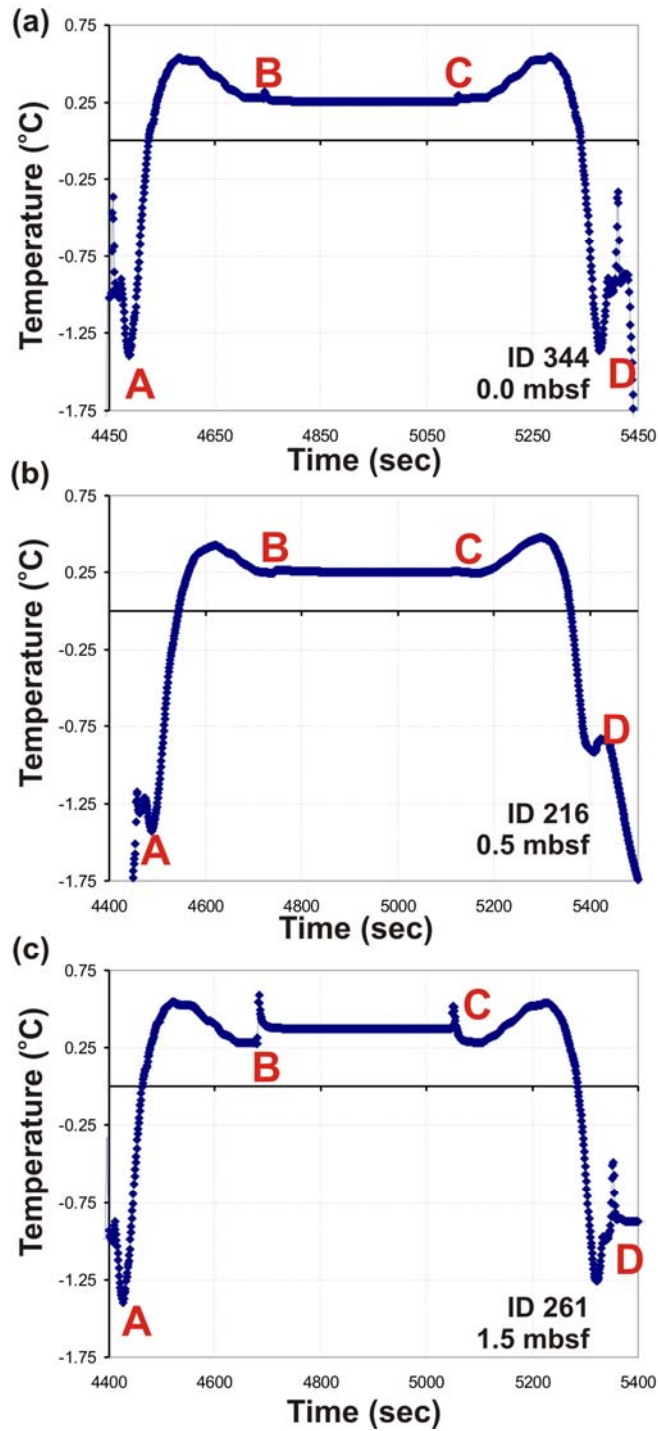 (a)
Temperature (°C)
0.75
0.25
-0.25
-0.75
-1.25
-1.75
B
C
A
D
ID 344
0.0 mbsf
4450
4650
4850
5050
5250
5450
Time (sec)
(b)
Temperature (°C)
0.75
0.25
-0.25
-0.75
-1.25
-1.75
B
C
A
D
ID 216
0.5 mbsf
4400
4600
4800
5000
5200
5400
Time (sec)
(c)
Temperature (°C)
0.75
0.25
-0.25
-0.75
-1.25
-1.75
B
C
A
D
ID 261
1.5 mbsf
4400
4600
4800
5000
5200
5400
Time (sec)